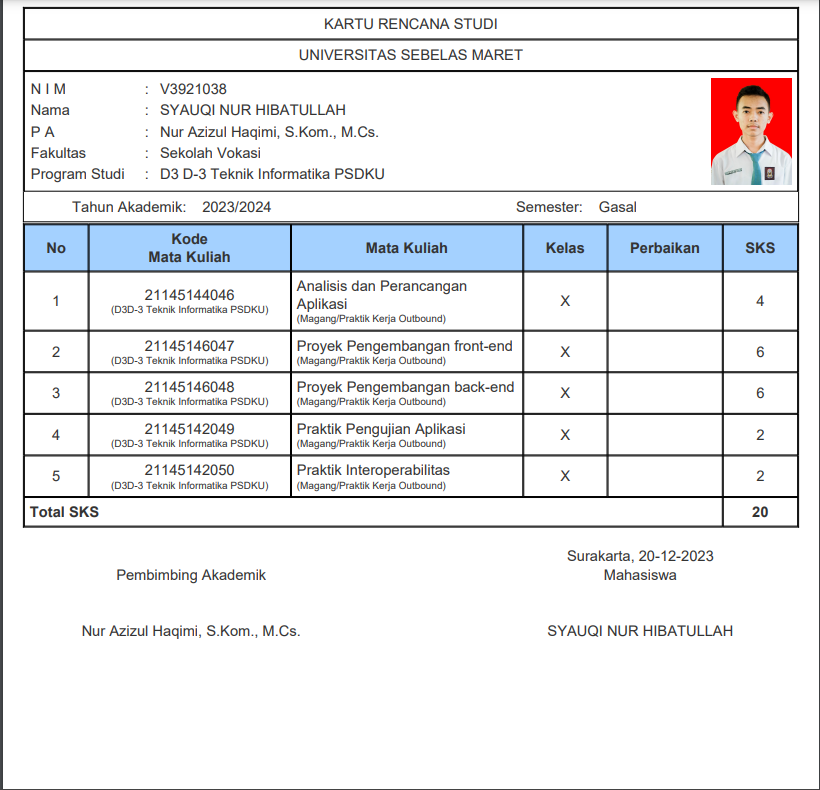 KARTU RENCANA STUDI
UNIVERSITAS SEBELAS MARET
N I M : V3921038
Nama : SYAUQI NUR HIBATULLAH
P A : Nur Azizul Haqimi, S.Kom., M.Cs.
Fakultas : Sekolah Vokasi
Program Studi : D3 D-3 Teknik Informatika PSDKU
Tahun Akademik: 2023/2024 Semester: Gasal
No Kode Mata Kuliah Mata Kuliah Kelas Perbaikan SKS
1 21145144046 Analisis dan Perancangan Aplikasi X 4
(D3D-3 Teknik Informatika PSDKU) (Magang/Praktik Kerja Outbound)
2 21145146047 Proyek Pengembangan front-end X 6
(D3D-3 Teknik Informatika PSDKU) (Magang/Praktik Kerja Outbound)
3 21145146048 Proyek Pengembangan back-end X 6
(D3D-3 Teknik Informatika PSDKU) (Magang/Praktik Kerja Outbound)
4 21145142049 Praktik Pengujian Aplikasi X 2
(D3D-3 Teknik Informatika PSDKU) (Magang/Praktik Kerja Outbound)
5 21145142050 Praktik Interoperabilitas X 2
(D3D-3 Teknik Informatika PSDKU) (Magang/Praktik Kerja Outbound)
Total SKS 20
Surakarta, 20-12-2023
Pembimbing Akademik Mahasiswa
Nur Azizul Haqimi, S.Kom., M.Cs. SYAUQI NUR HIBATULLAH